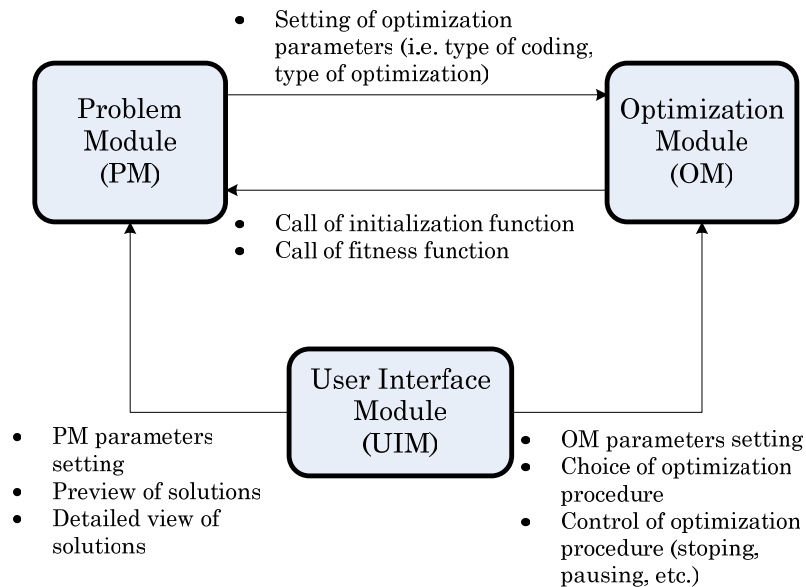 • Setting of optimization
parameters (i.e. type of coding,
type of optimization)
Problem
Module
(PM)
Optimization
Module
(OM)
• Call of initialization function
• Call of fitness function
User Interface
Module
(UIM)
• PM parameters
setting
• Preview of solutions
• Detailed view of
solutions
• OM parameters setting
• Choice of optimization
procedure
• Control of optimization
procedure (stoping,
pausing, etc.)